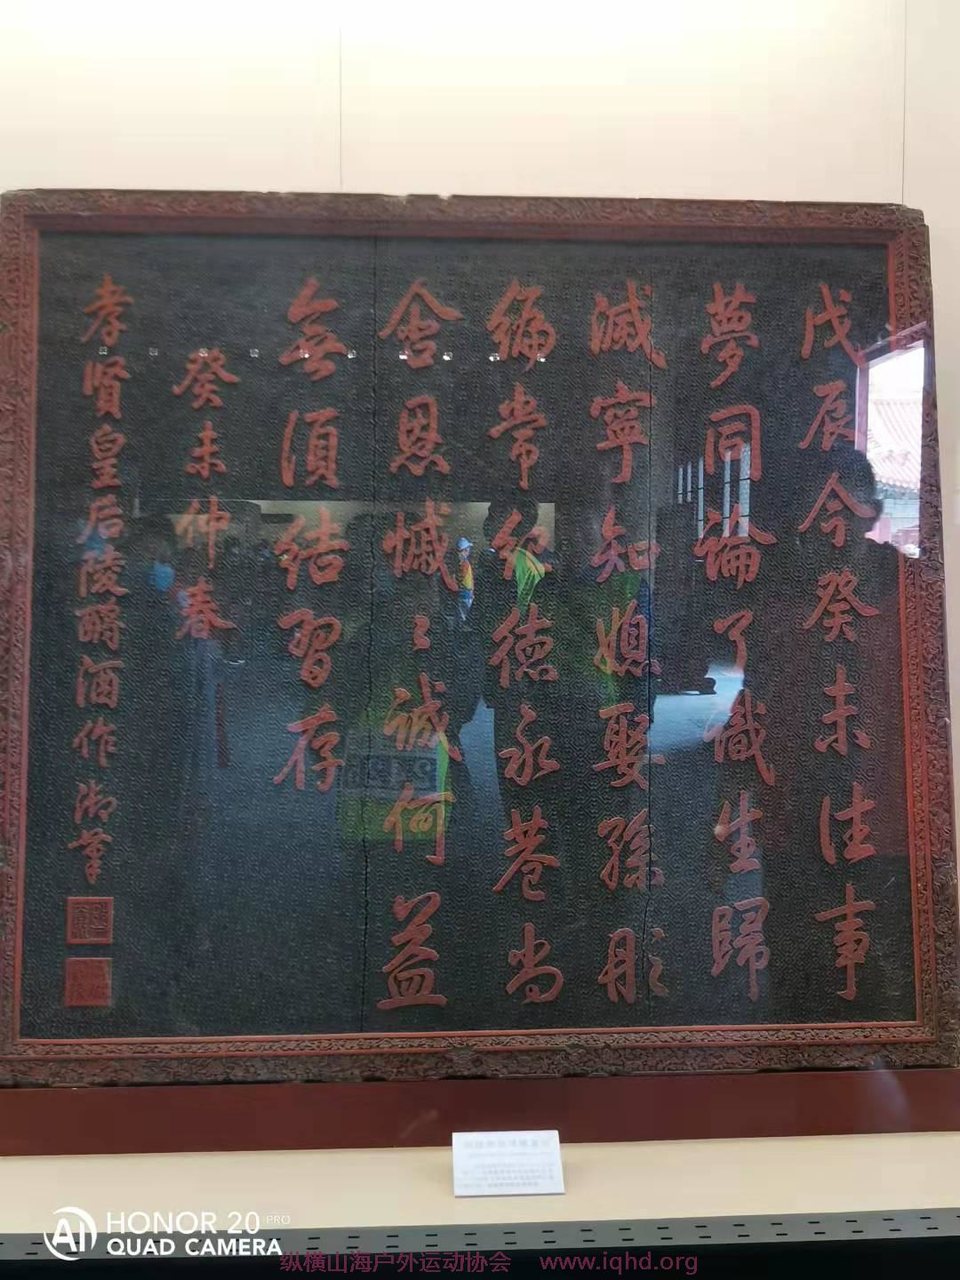 戊辰今癸未往事
夢同論了識生歸
滅寧知媳娶孫彤
編常紀德永巷尚
舍恩憾〻誠何益
無須結習存
癸未仲春
孝賢皇后陵酹酒作御筆
HONOR 20 PRO
QUAD CAMERA
纵横山海户外运动协会 www.iqhd.org